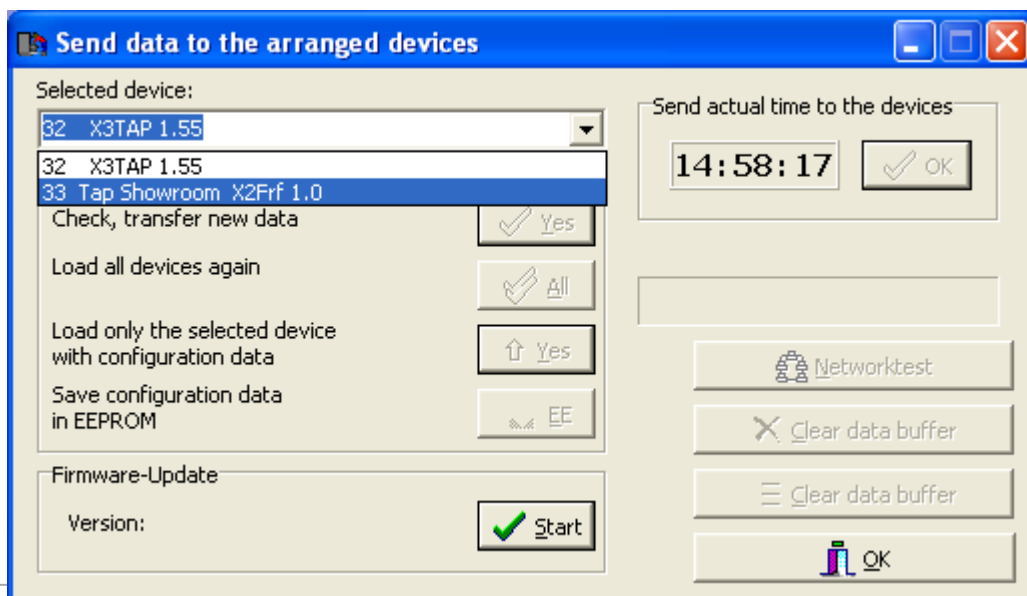 Send data to the arranged devices
Selected device:
32 X3TAP 1.55
32 X3TAP 1.55
33 Tap Showroom X2Frf 1.0
Check, transfer new data
Yes
Load all devices again
All
Load only the selected device
with configuration data
Yes
Save configuration data
in EEPROM
EE
Firmware-Update
Version:
Start
Send actual time to the devices
14:58:17
OK
Networktest
Clear data buffer
Clear data buffer
OK